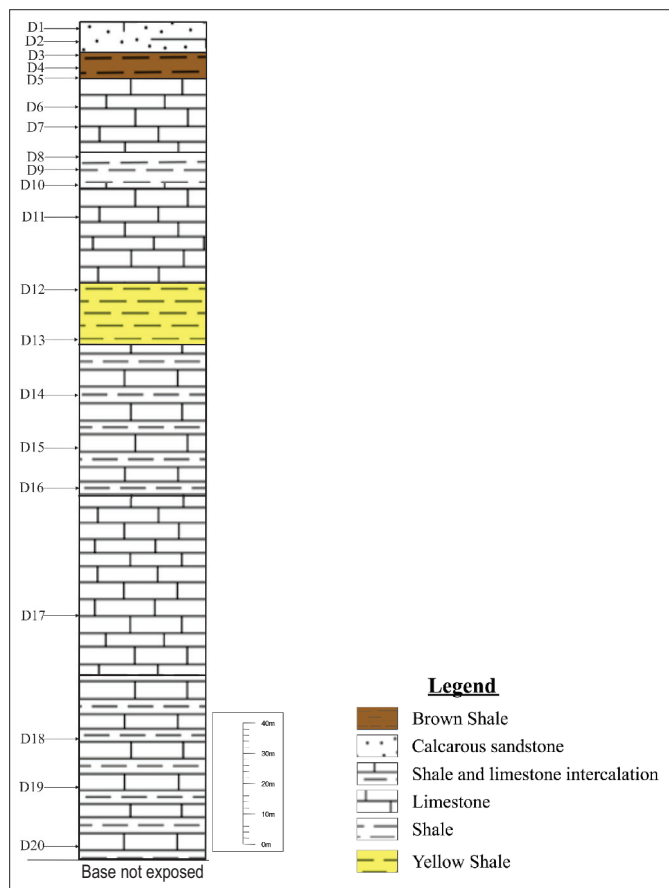 D1
D2
D3
D4
D5
D6
D7
D8
D9
D10
D11
D12
D13
D14
D15
D16
D17
D18
D19
D20
Base not exposed
40m
30m
20m
10m
0m
Legend
Brown Shale
Calcarous sandstone
Shale and limestone intercalation
Limestone
Shale
Yellow Shale